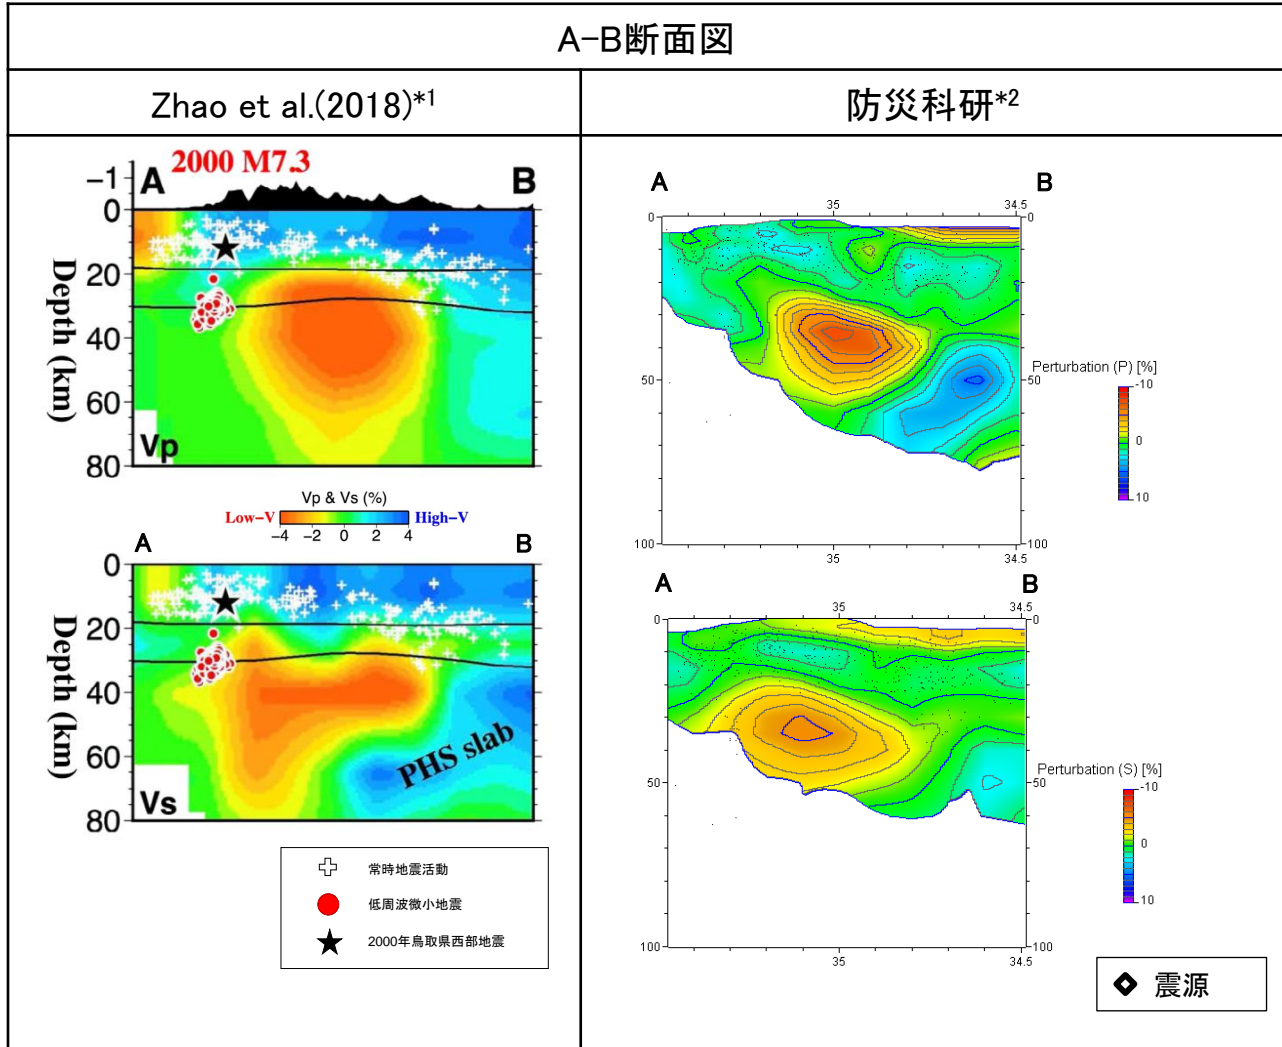 A-B断面図
Zhao et al.(2018)*1
防災科研*2
2000 M7.3
A
B
-1
0
20
40
60
80
Depth (km)
Vp
Vp & Vs (%)
Low-V
High-V
-4 -2 0 2 4
A
B
0
20
40
60
80
Depth (km)
PHS slab
Vs
常時地震活動
低周波微小地震
2000年鳥取県西部地震
A
B
35
34.5
0
0
50
50
100
100
35
34.5
Perturbation (P) [%]
-10
0
10
A
B
35
34.5
0
0
50
50
100
100
35
34.5
Perturbation (S) [%]
-10
0
10
震源